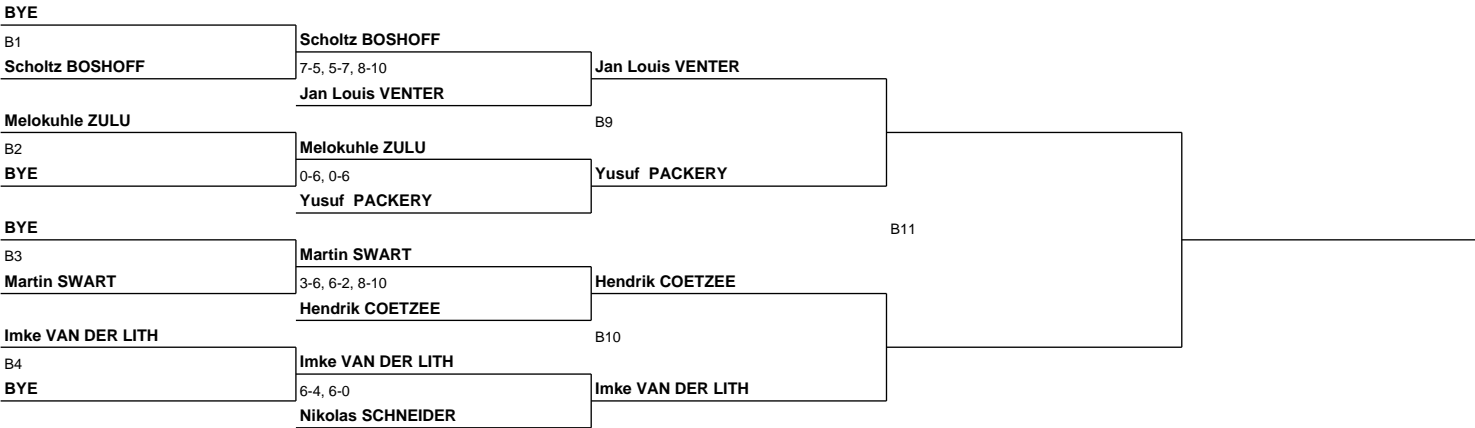 BYE
B1
Scholtz BOSHOFF
Scholtz BOSHOFF
7-5, 5-7, 8-10
Jan Louis VENTER
Jan Louis VENTER
Melokuhle ZULU
B2
BYE
Melokuhle ZULU
0-6, 0-6
Yusuf  PACKERY
B9
Yusuf  PACKERY
BYE
B3
Martin SWART
Martin SWART
3-6, 6-2, 8-10
Hendrik COETZEE
Hendrik COETZEE
B11
Imke VAN DER LITH
B4
BYE
Imke VAN DER LITH
6-4, 6-0
Nikolas SCHNEIDER
B10
Imke VAN DER LITH